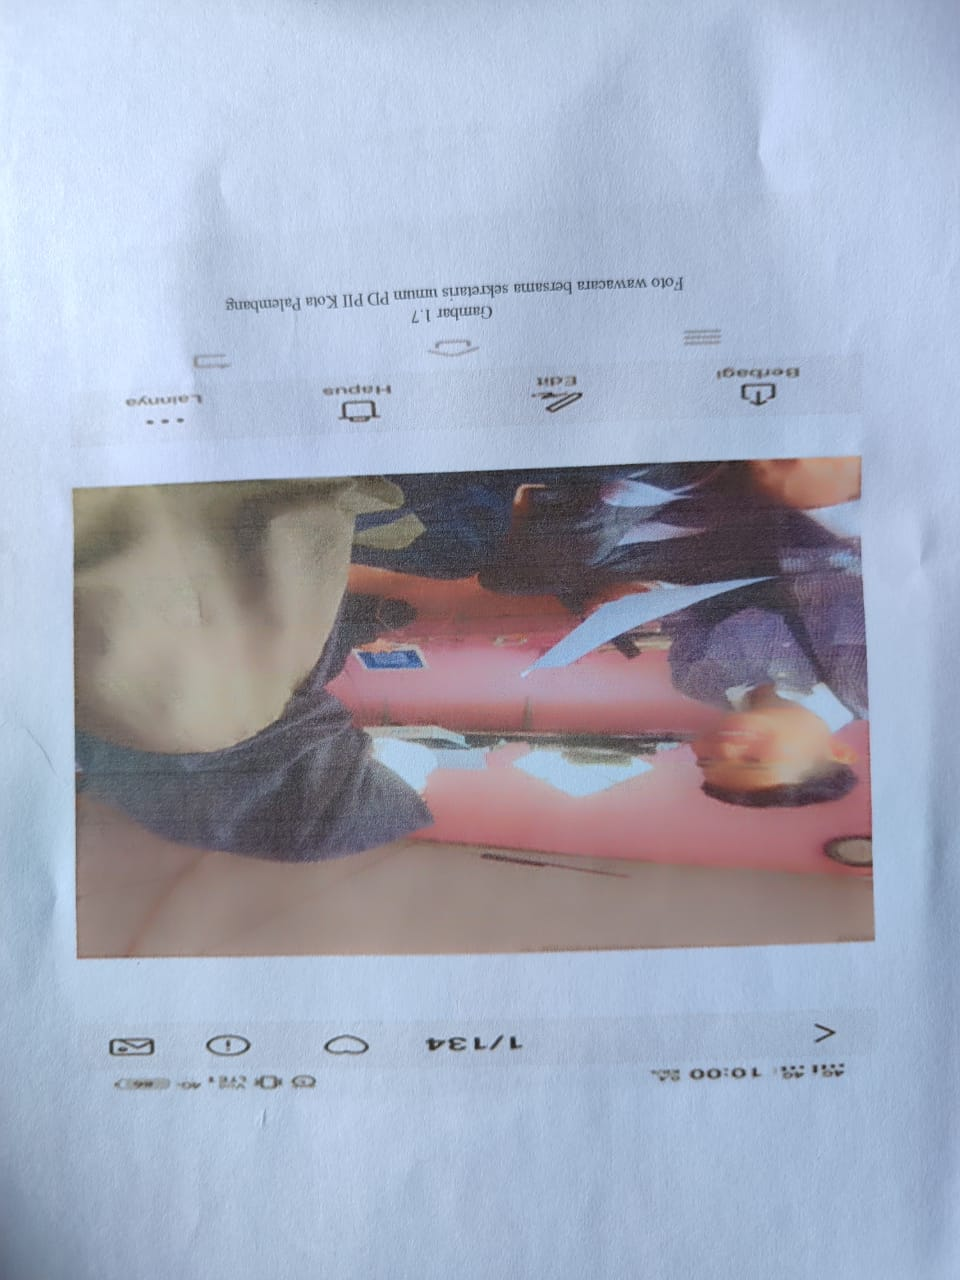 10:00
1/134
Berbagi
Edit
Hapus
Lainnya
Gambar 1.7
Foto wawacara bersama sekretaris umum PD PII Kota Palembang